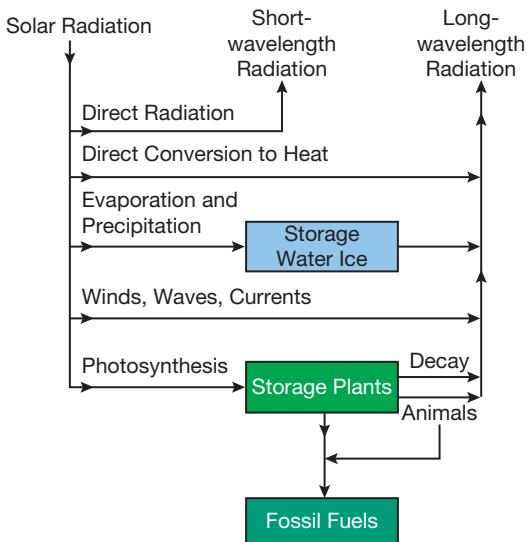 Solar Radiation
Short-
wavelength
Radiation
Long-
wavelength
Radiation
Direct Radiation
Direct Conversion to Heat
Evaporation and
Precipitation
Storage
Water Ice
Winds, Waves, Currents
Photosynthesis
Storage Plants
Decay
Animals
Fossil Fuels